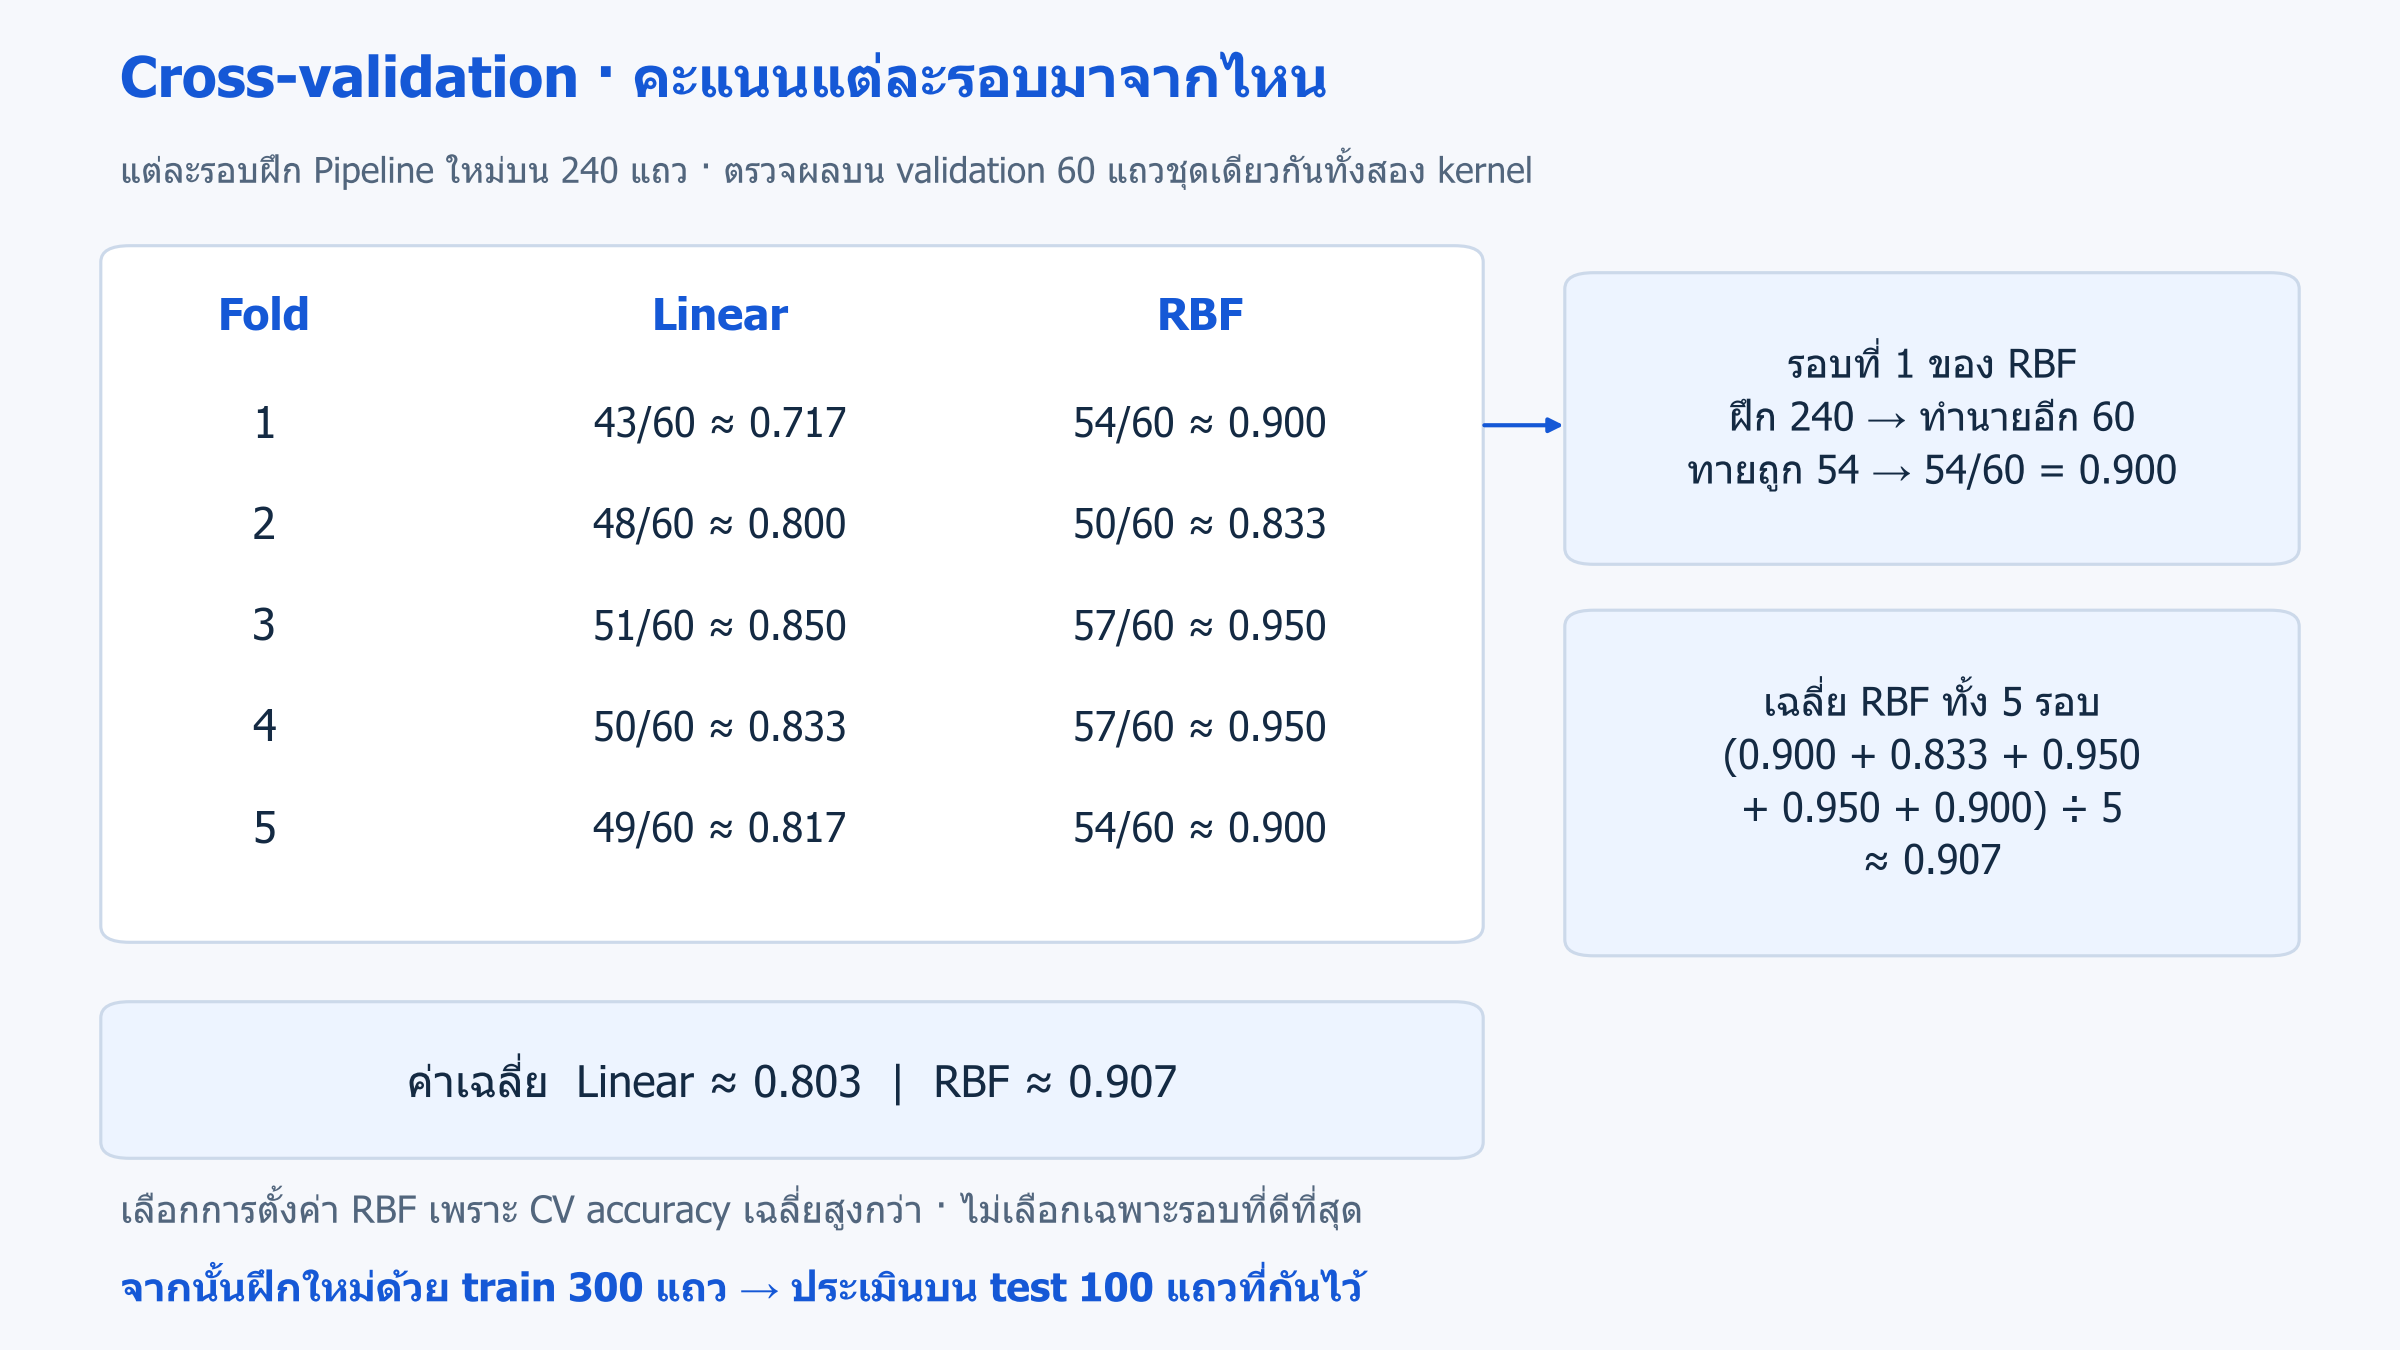 Cross-validation · คะแนนแต่ละรอบมาจากไหน
แต่ละรอบฝึก Pipeline ใหม่บน 240 แถว · ตรวจผลบน validation 60 แถวชุดเดียวกันทั้งสอง kernel
Fold Linear RBF
1 43/60 ≈ 0.717 54/60 ≈ 0.900
2 48/60 ≈ 0.800 50/60 ≈ 0.833
3 51/60 ≈ 0.850 57/60 ≈ 0.950
4 50/60 ≈ 0.833 57/60 ≈ 0.950
5 49/60 ≈ 0.817 54/60 ≈ 0.900
รอบที่ 1 ของ RBF
ฝึก 240 → ทำนายอีก 60
ทายถูก 54 → 54/60 = 0.900
เฉลี่ย RBF ทั้ง 5 รอบ
(0.900 + 0.833 + 0.950
+ 0.950 + 0.900) ÷ 5
≈ 0.907
ค่าเฉลี่ย Linear ≈ 0.803 | RBF ≈ 0.907
เลือกการตั้งค่า RBF เพราะ CV accuracy เฉลี่ยสูงกว่า · ไม่เลือกเฉพาะรอบที่ดีที่สุด
จากนั้นฝึกใหม่ด้วย train 300 แถว → ประเมินบน test 100 แถวที่กันไว้